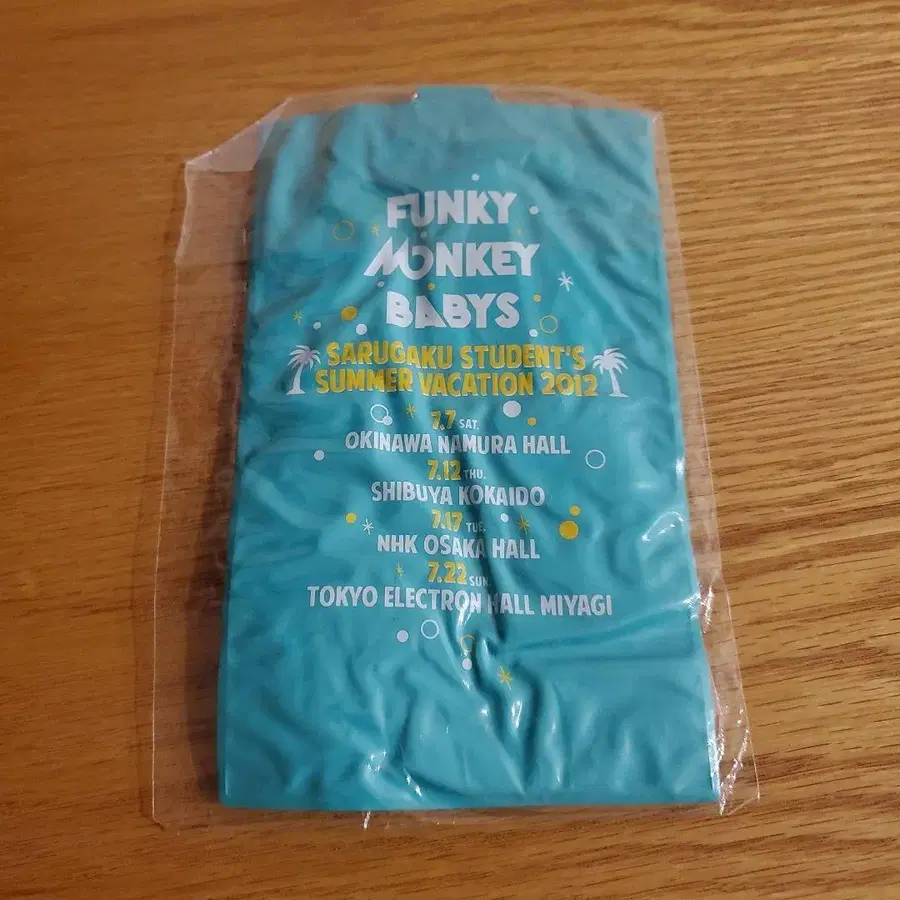 FUNKY
MONKEY
BABYS
SARUGAKU STUDENT'S
SUMMER VACATION 2012
7.7 SAT.
OKINAWA NAMURA HALL
7.12 THU.
SHIBUYA KOKAIDO
7.17 TUE.
NHK OSAKA HALL
7.22 SUN.
TOKYO ELECTRON HALL MIYAGI